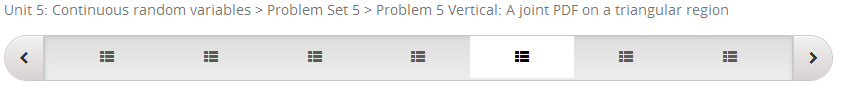 Unit 5: Continuous random variables > Problem Set 5 > Problem 5 Vertical: A joint PDF on a triangular region